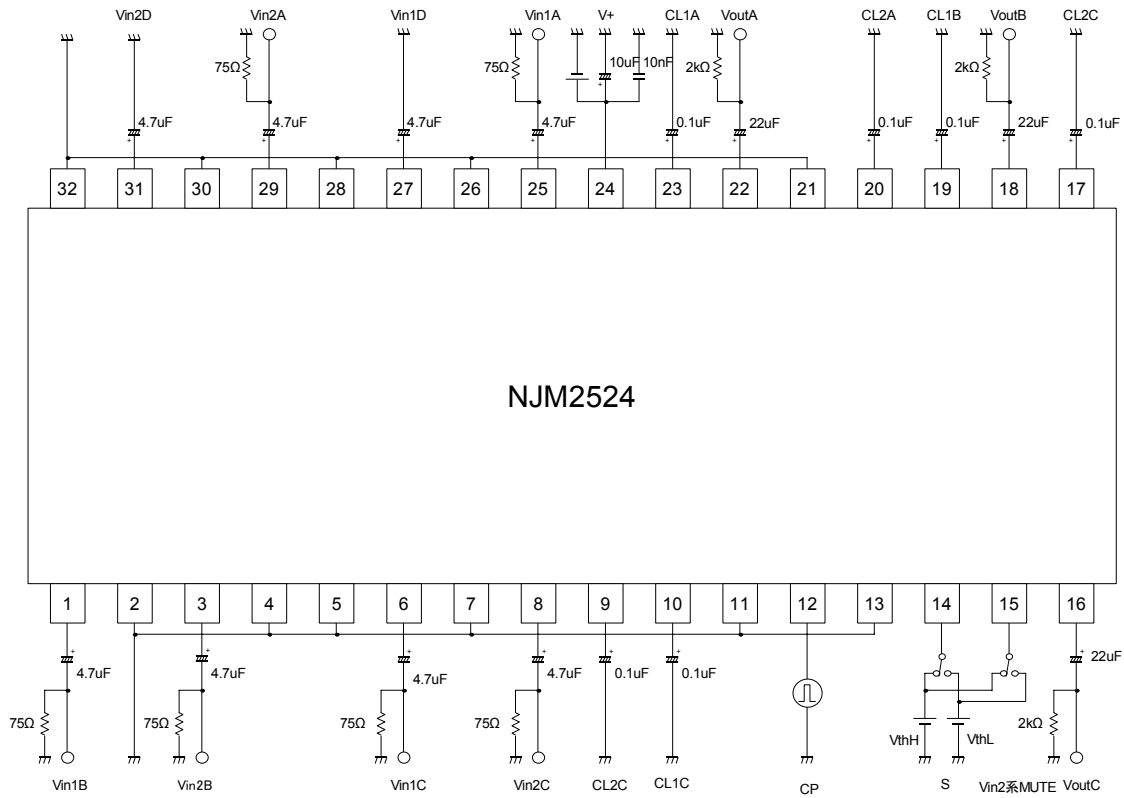 Vin2D Vin2A Vin1D Vin1A V+ CL1A VoutA CL2A CL1B VoutB CL2C
75Ω 75Ω 10uF 10nF 2kΩ 2kΩ
4.7uF 4.7uF 4.7uF 4.7uF 0.1uF 22uF 0.1uF 0.1uF 22uF 0.1uF
+ + + + + + + + + + +
32 31 30 29 28 27 26 25 24 23 22 21 20 19 18 17
NJM2524
1 2 3 4 5 6 7 8 9 10 11 12 13 14 15 16
+ + + + + + +
4.7uF 4.7uF 4.7uF 4.7uF 0.1uF 0.1uF 22uF
75Ω 75Ω 75Ω 75Ω VthH VthL 2kΩ
Vin1B Vin2B Vin1C Vin2C CL2C CL1C CP S Vin2系MUTE VoutC